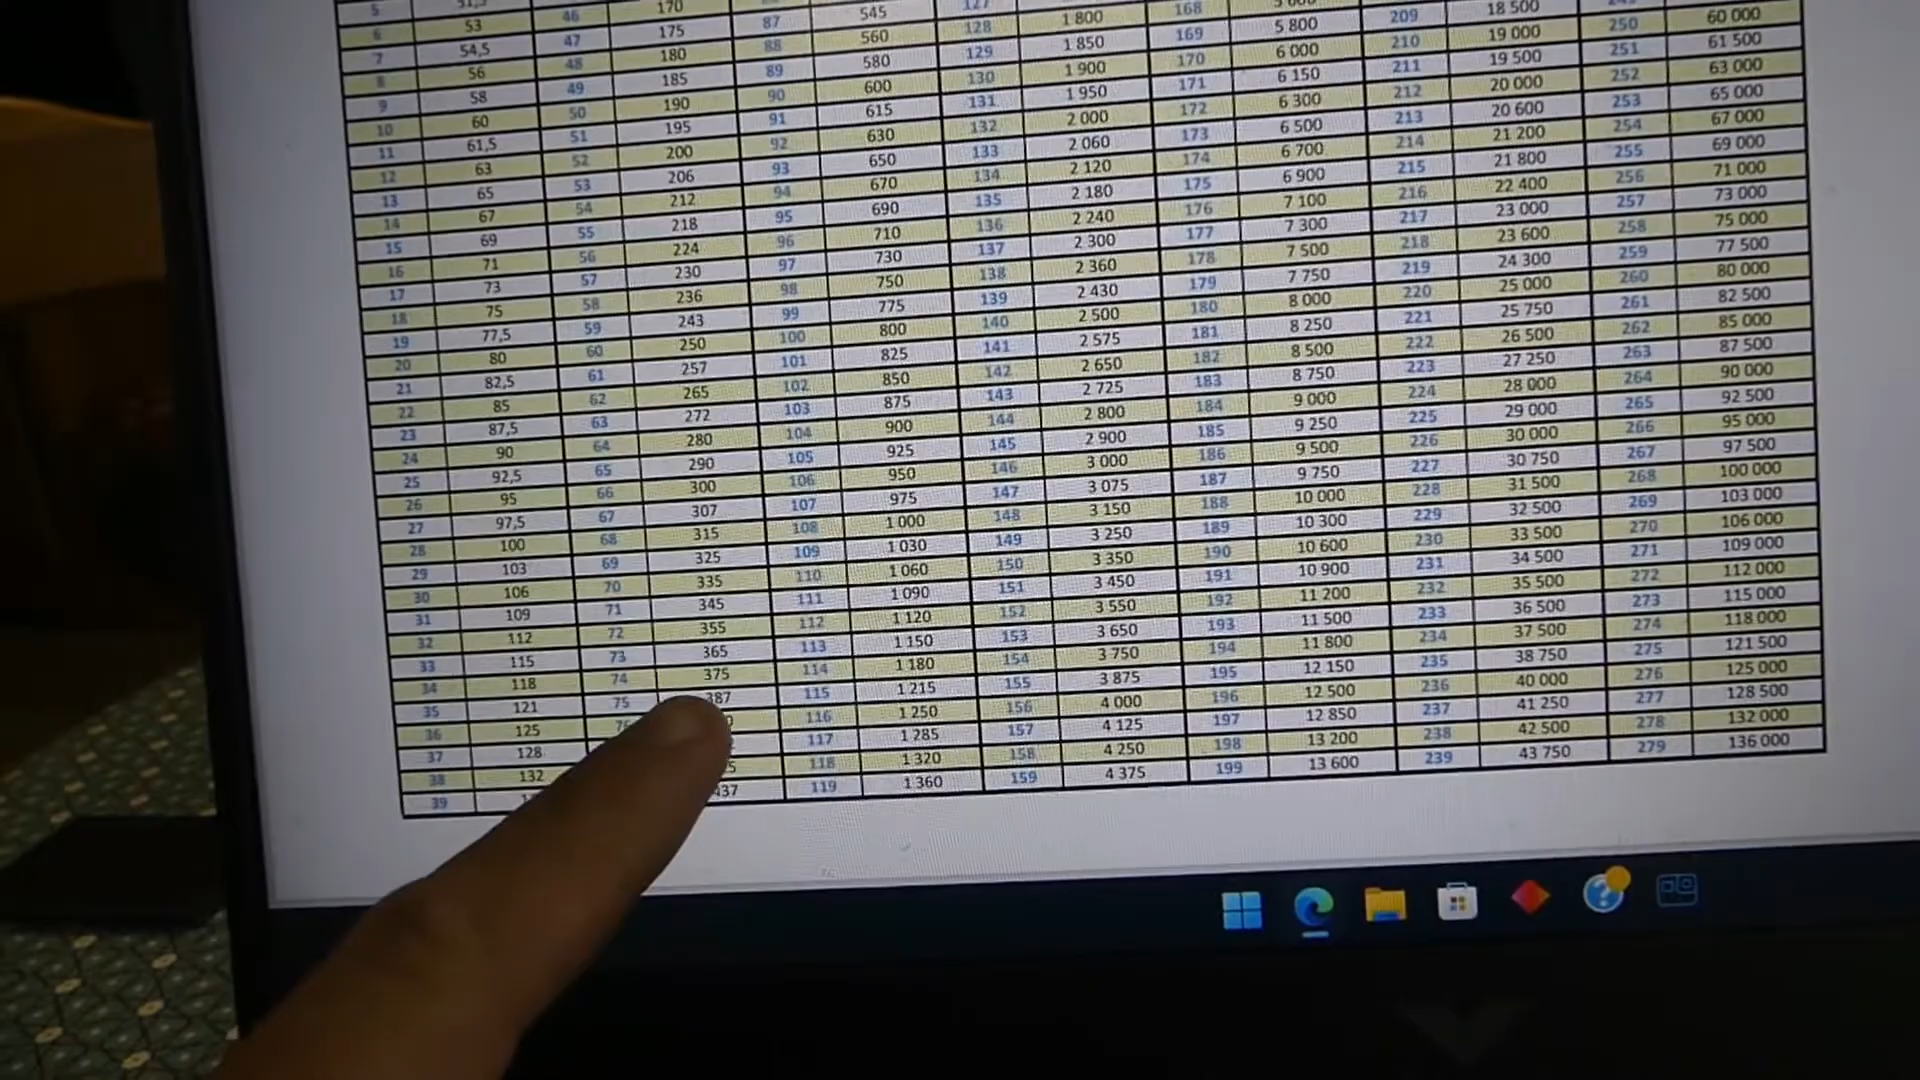 5
6 53 46 170
7 54,5 47 175 87 545 127
8 56 48 180 88 560 128 1 800 168
9 58 49 185 89 580 129 1 850 169 5 800 209 18 500
10 60 50 190 90 600 130 1 900 170 6 000 210 19 000 250 60 000
11 61,5 51 195 91 615 131 1 950 171 6 150 211 19 500 251 61 500
12 63 52 200 92 630 132 2 000 172 6 300 212 20 000 252 63 000
13 65 53 206 93 650 133 2 060 173 6 500 213 20 600 253 65 000
14 67 54 212 94 670 134 2 120 174 6 700 214 21 200 254 67 000
15 69 55 218 95 690 135 2 180 175 6 900 215 21 800 255 69 000
16 71 56 224 96 710 136 2 240 176 7 100 216 22 400 256 71 000
17 73 57 230 97 730 137 2 300 177 7 300 217 23 000 257 73 000
18 75 58 236 98 750 138 2 360 178 7 500 218 23 600 258 75 000
19 77,5 59 243 99 775 139 2 430 179 7 750 219 24 300 259 77 500
20 80 60 250 100 800 140 2 500 180 8 000 220 25 000 260 80 000
21 82,5 61 257 101 825 141 2 575 181 8 250 221 25 750 261 82 500
22 85 62 265 102 850 142 2 650 182 8 500 222 26 500 262 85 000
23 87,5 63 272 103 875 143 2 725 183 8 750 223 27 250 263 87 500
24 90 64 280 104 900 144 2 800 184 9 000 224 28 000 264 90 000
25 92,5 65 290 105 925 145 2 900 185 9 250 225 29 000 265 92 500
26 95 66 300 106 950 146 3 000 186 9 500 226 30 000 266 95 000
27 97,5 67 307 107 975 147 3 075 187 9 750 227 30 750 267 97 500
28 100 68 315 108 1 000 148 3 150 188 10 000 228 31 500 268 100 000
29 103 69 325 109 1 030 149 3 250 189 10 300 229 32 500 269 103 000
30 106 70 335 110 1 060 150 3 350 190 10 600 230 33 500 270 106 000
31 109 71 345 111 1 090 151 3 450 191 10 900 231 34 500 271 109 000
32 112 72 355 112 1 120 152 3 550 192 11 200 232 35 500 272 112 000
33 115 73 365 113 1 150 153 3 650 193 11 500 233 36 500 273 115 000
34 118 74 375 114 1 180 154 3 750 194 11 800 234 37 500 274 118 000
35 121 75 387 115 1 215 155 3 875 195 12 150 235 38 750 275 121 500
36 125 116 1 250 156 4 000 196 12 500 236 40 000 276 125 000
37 128 117 1 285 157 4 125 197 12 850 237 41 250 277 128 500
38 132 118 1 320 158 4 250 198 13 200 238 42 500 278 132 000
39 437 119 1 360 159 4 375 199 13 600 239 43 750 279 136 000